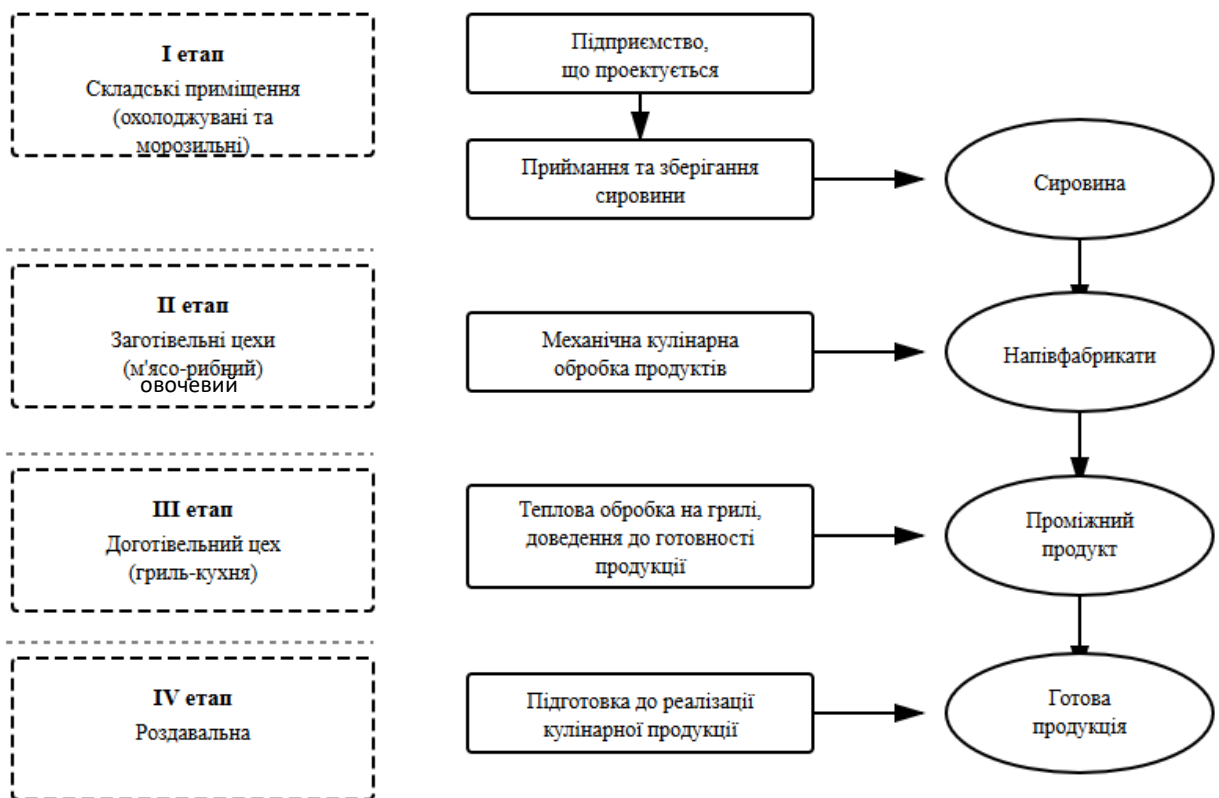 І етап
Складські приміщення
(охолоджувані та
морозильні)
Підприємство,
що проектується
Приймання та зберігання
сировини
Сировина
ІІ етап
Заготівельні цехи
(м'ясо-рибний)
овочевий
Механічна кулінарна
обробка продуктів
Напівфабрикати
ІІІ етап
Доготівельний цех
(гриль-кухня)
Теплова обробка на грилі,
доведення до готовності
продукції
Проміжний
продукт
IV етап
Роздавальна
Підготовка до реалізації
кулінарної продукції
Готова
продукція